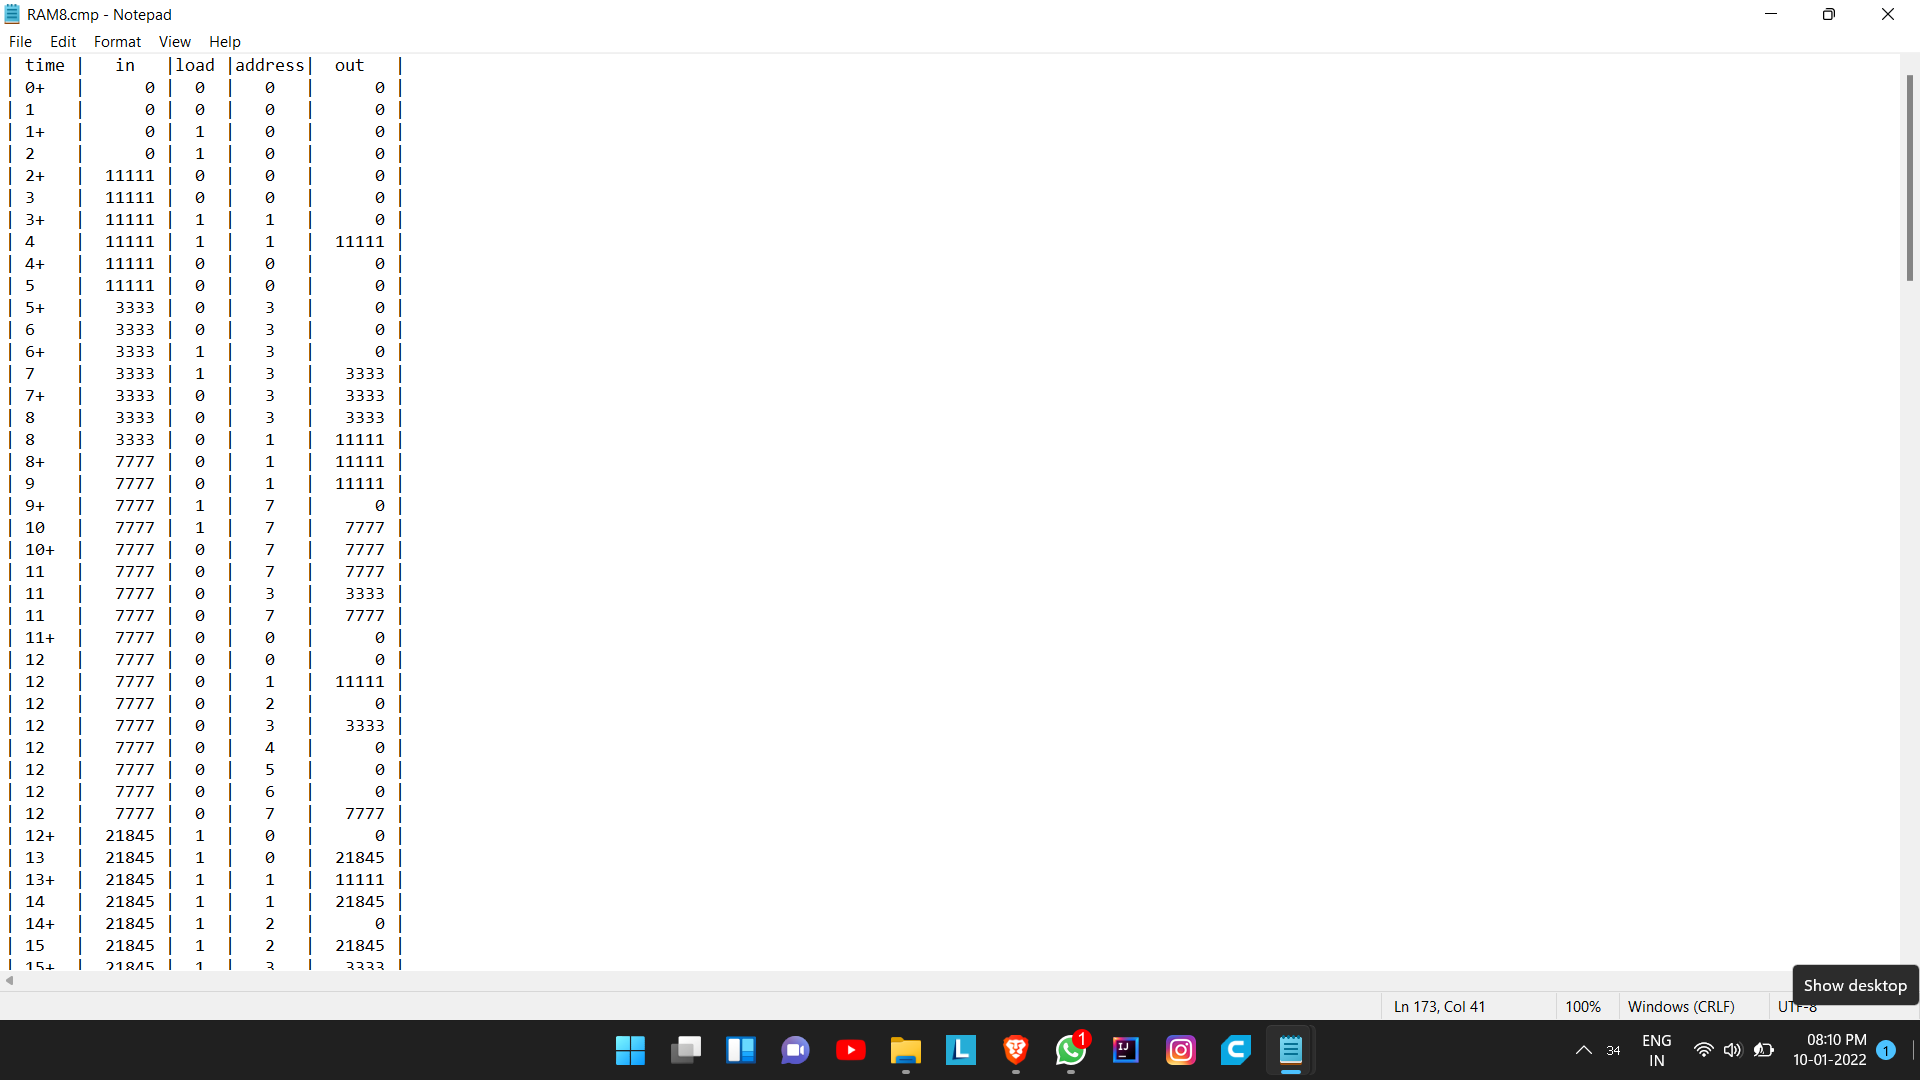 RAM8.cmp - Notepad
File Edit Format View Help
| time | in |load |address| out |
| 0+ | 0 | 0 | 0 | 0 |
| 1 | 0 | 0 | 0 | 0 |
| 1+ | 0 | 1 | 0 | 0 |
| 2 | 0 | 1 | 0 | 0 |
| 2+ | 11111 | 0 | 0 | 0 |
| 3 | 11111 | 0 | 0 | 0 |
| 3+ | 11111 | 1 | 1 | 0 |
| 4 | 11111 | 1 | 1 | 11111 |
| 4+ | 11111 | 0 | 0 | 0 |
| 5 | 11111 | 0 | 0 | 0 |
| 5+ | 3333 | 0 | 3 | 0 |
| 6 | 3333 | 0 | 3 | 0 |
| 6+ | 3333 | 1 | 3 | 0 |
| 7 | 3333 | 1 | 3 | 3333 |
| 7+ | 3333 | 0 | 3 | 3333 |
| 8 | 3333 | 0 | 3 | 3333 |
| 8 | 3333 | 0 | 1 | 11111 |
| 8+ | 7777 | 0 | 1 | 11111 |
| 9 | 7777 | 0 | 1 | 11111 |
| 9+ | 7777 | 1 | 7 | 0 |
| 10 | 7777 | 1 | 7 | 7777 |
| 10+ | 7777 | 0 | 7 | 7777 |
| 11 | 7777 | 0 | 7 | 7777 |
| 11 | 7777 | 0 | 3 | 3333 |
| 11 | 7777 | 0 | 7 | 7777 |
| 11+ | 7777 | 0 | 0 | 0 |
| 12 | 7777 | 0 | 0 | 0 |
| 12 | 7777 | 0 | 1 | 11111 |
| 12 | 7777 | 0 | 2 | 0 |
| 12 | 7777 | 0 | 3 | 3333 |
| 12 | 7777 | 0 | 4 | 0 |
| 12 | 7777 | 0 | 5 | 0 |
| 12 | 7777 | 0 | 6 | 0 |
| 12 | 7777 | 0 | 7 | 7777 |
| 12+ | 21845 | 1 | 0 | 0 |
| 13 | 21845 | 1 | 0 | 21845 |
| 13+ | 21845 | 1 | 1 | 11111 |
| 14 | 21845 | 1 | 1 | 21845 |
| 14+ | 21845 | 1 | 2 | 0 |
| 15 | 21845 | 1 | 2 | 21845 |
| 15+ | 21845 | 1 | 3 | 3333 |
Show desktop
Ln 173, Col 41 100% Windows (CRLF) UTF-8
L 1 IJ 34 ENG IN 08:10 PM 10-01-2022 1